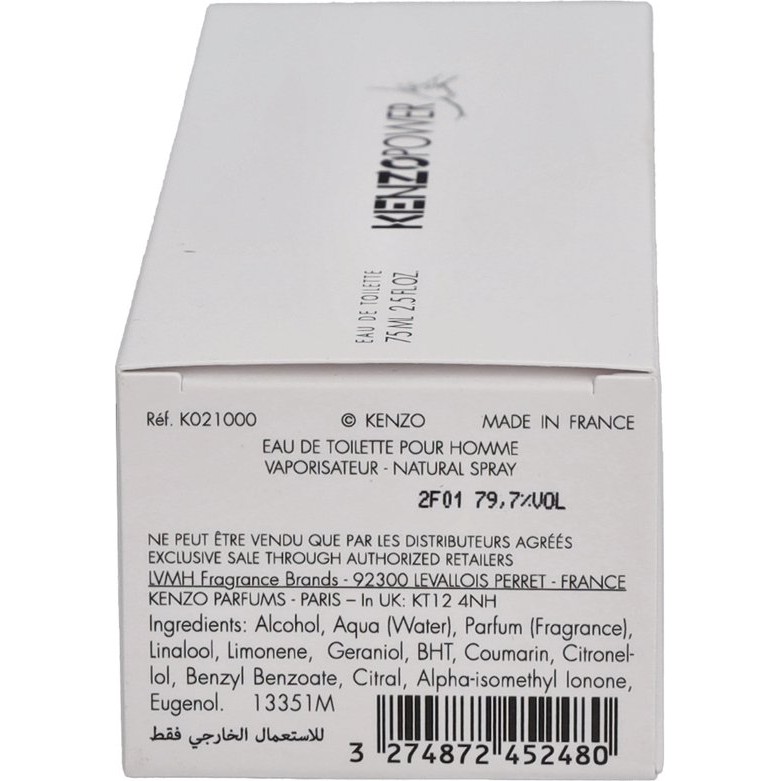 KENZOPOWER
EAU DE TOILETTE
75 ML 2.5 FL.OZ.
Réf. K021000 © KENZO MADE IN FRANCE
EAU DE TOILETTE POUR HOMME
VAPORISATEUR - NATURAL SPRAY
2F01 79,7%VOL
NE PEUT ÊTRE VENDU QUE PAR LES DISTRIBUTEURS AGRÉÉS
EXCLUSIVE SALE THROUGH AUTHORIZED RETAILERS
LVMH Fragrance Brands - 92300 LEVALLOIS PERRET - FRANCE
KENZO PARFUMS - PARIS – In UK: KT12 4NH
Ingredients: Alcohol, Aqua (Water), Parfum (Fragrance),
Linalool, Limonene, Geraniol, BHT, Coumarin, Citronel-
lol, Benzyl Benzoate, Citral, Alpha-isomethyl Ionone,
Eugenol. 13351M
للاستعمال الخارجي فقط
3 274872 452480